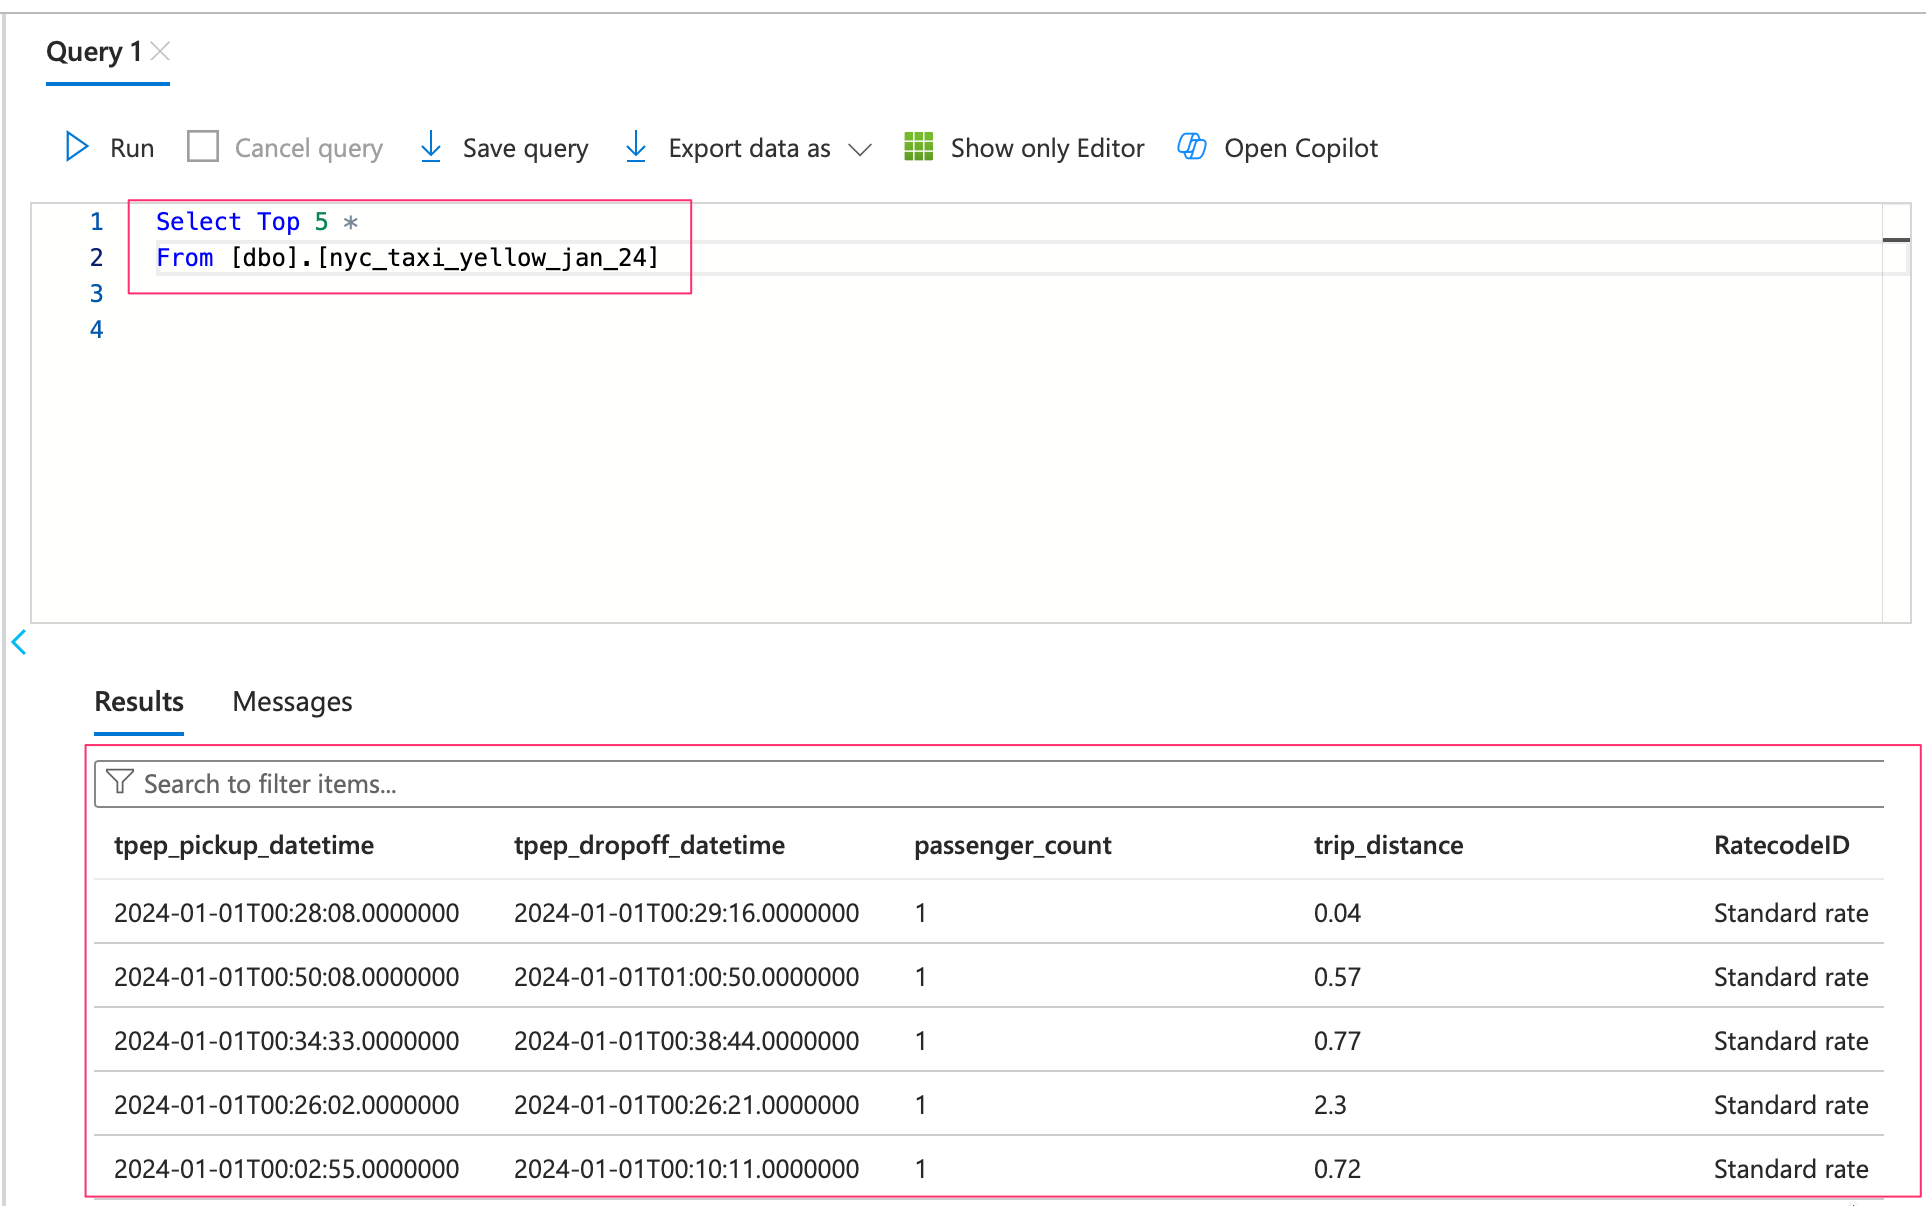 Query 1
Run Cancel query Save query Export data as Show only Editor Open Copilot
1 Select Top 5 *
2 From [dbo].[nyc_taxi_yellow_jan_24]
3
4
Results Messages
Search to filter items...
tpep_pickup_datetime tpep_dropoff_datetime passenger_count trip_distance RatecodeID
2024-01-01T00:28:08.0000000 2024-01-01T00:29:16.0000000 1 0.04 Standard rate
2024-01-01T00:50:08.0000000 2024-01-01T01:00:50.0000000 1 0.57 Standard rate
2024-01-01T00:34:33.0000000 2024-01-01T00:38:44.0000000 1 0.77 Standard rate
2024-01-01T00:26:02.0000000 2024-01-01T00:26:21.0000000 1 2.3 Standard rate
2024-01-01T00:02:55.0000000 2024-01-01T00:10:11.0000000 1 0.72 Standard rate